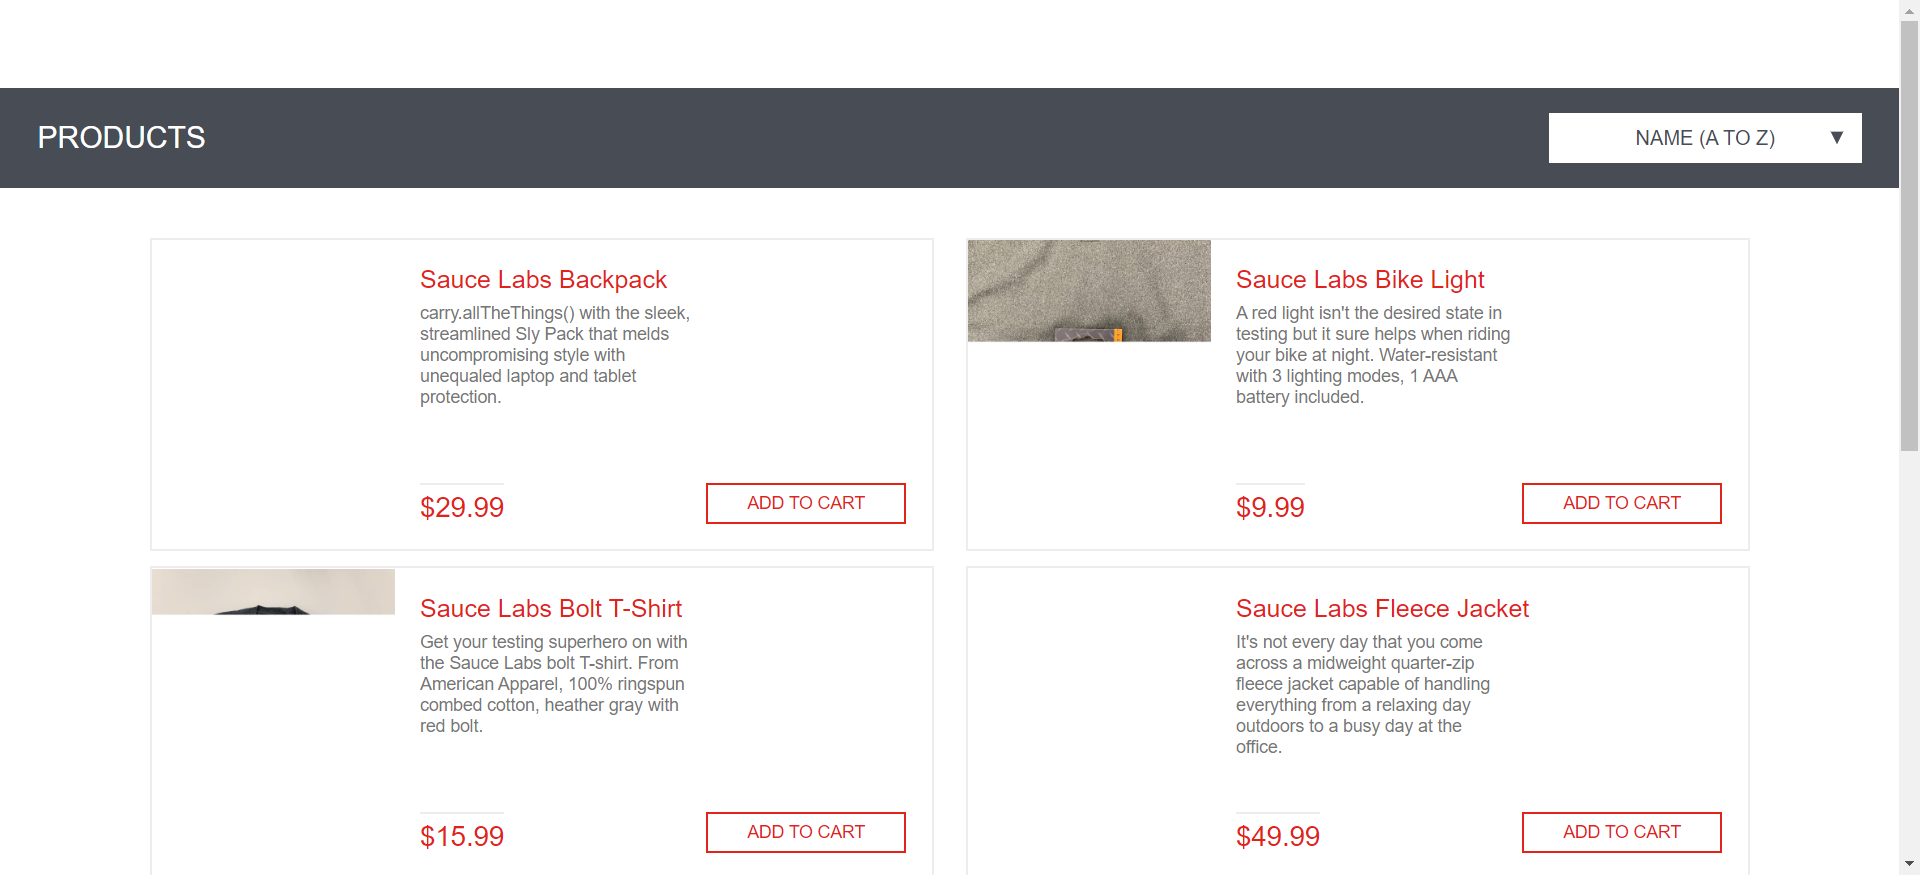 PRODUCTS
NAME (A TO Z) ▼
Sauce Labs Backpack
carry.allTheThings() with the sleek,
streamlined Sly Pack that melds
uncompromising style with
unequaled laptop and tablet
protection.
$29.99
ADD TO CART
Sauce Labs Bike Light
A red light isn't the desired state in
testing but it sure helps when riding
your bike at night. Water-resistant
with 3 lighting modes, 1 AAA
battery included.
$9.99
ADD TO CART
Sauce Labs Bolt T-Shirt
Get your testing superhero on with
the Sauce Labs bolt T-shirt. From
American Apparel, 100% ringspun
combed cotton, heather gray with
red bolt.
$15.99
ADD TO CART
Sauce Labs Fleece Jacket
It's not every day that you come
across a midweight quarter-zip
fleece jacket capable of handling
everything from a relaxing day
outdoors to a busy day at the
office.
$49.99
ADD TO CART